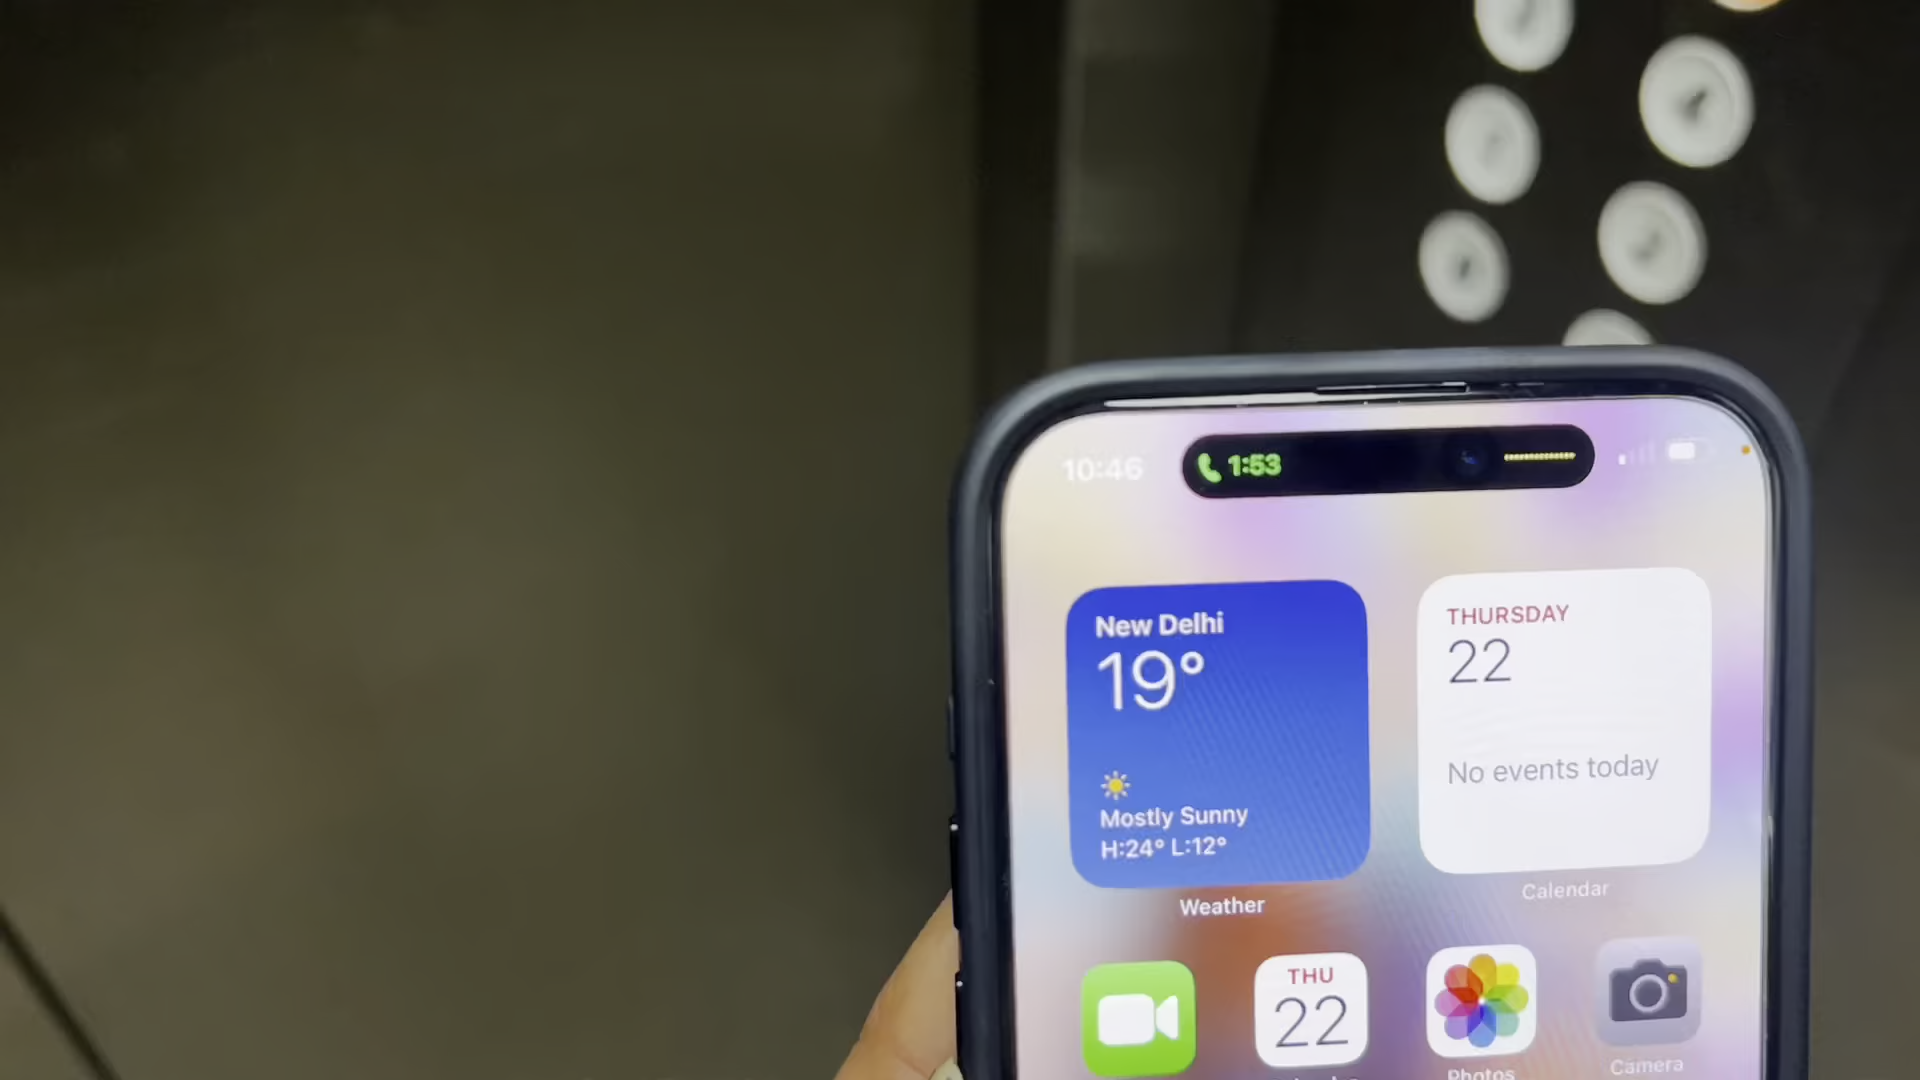 10:46
1:53
New Delhi
19°
Mostly Sunny
H:24° L:12°
Weather
THURSDAY
22
No events today
Calendar
THU
22
Photos
Camera